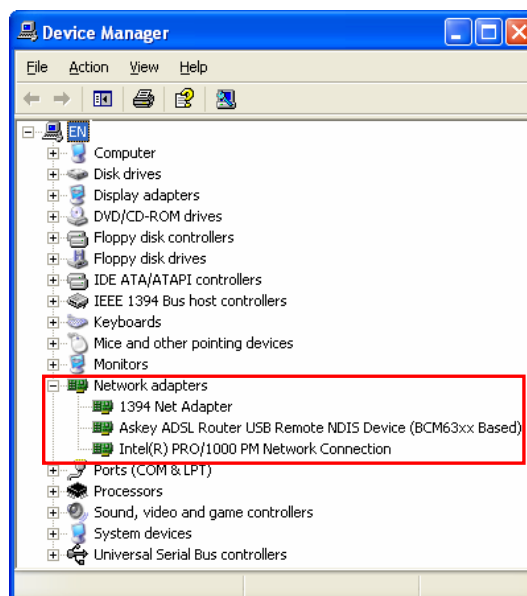 Device Manager
File Action View Help
EN
Computer
Disk drives
Display adapters
DVD/CD-ROM drives
Floppy disk controllers
Floppy disk drives
IDE ATA/ATAPI controllers
IEEE 1394 Bus host controllers
Keyboards
Mice and other pointing devices
Monitors
Network adapters
1394 Net Adapter
Askey ADSL Router USB Remote NDIS Device (BCM63xx Based)
Intel(R) PRO/1000 PM Network Connection
Ports (COM & LPT)
Processors
Sound, video and game controllers
System devices
Universal Serial Bus controllers